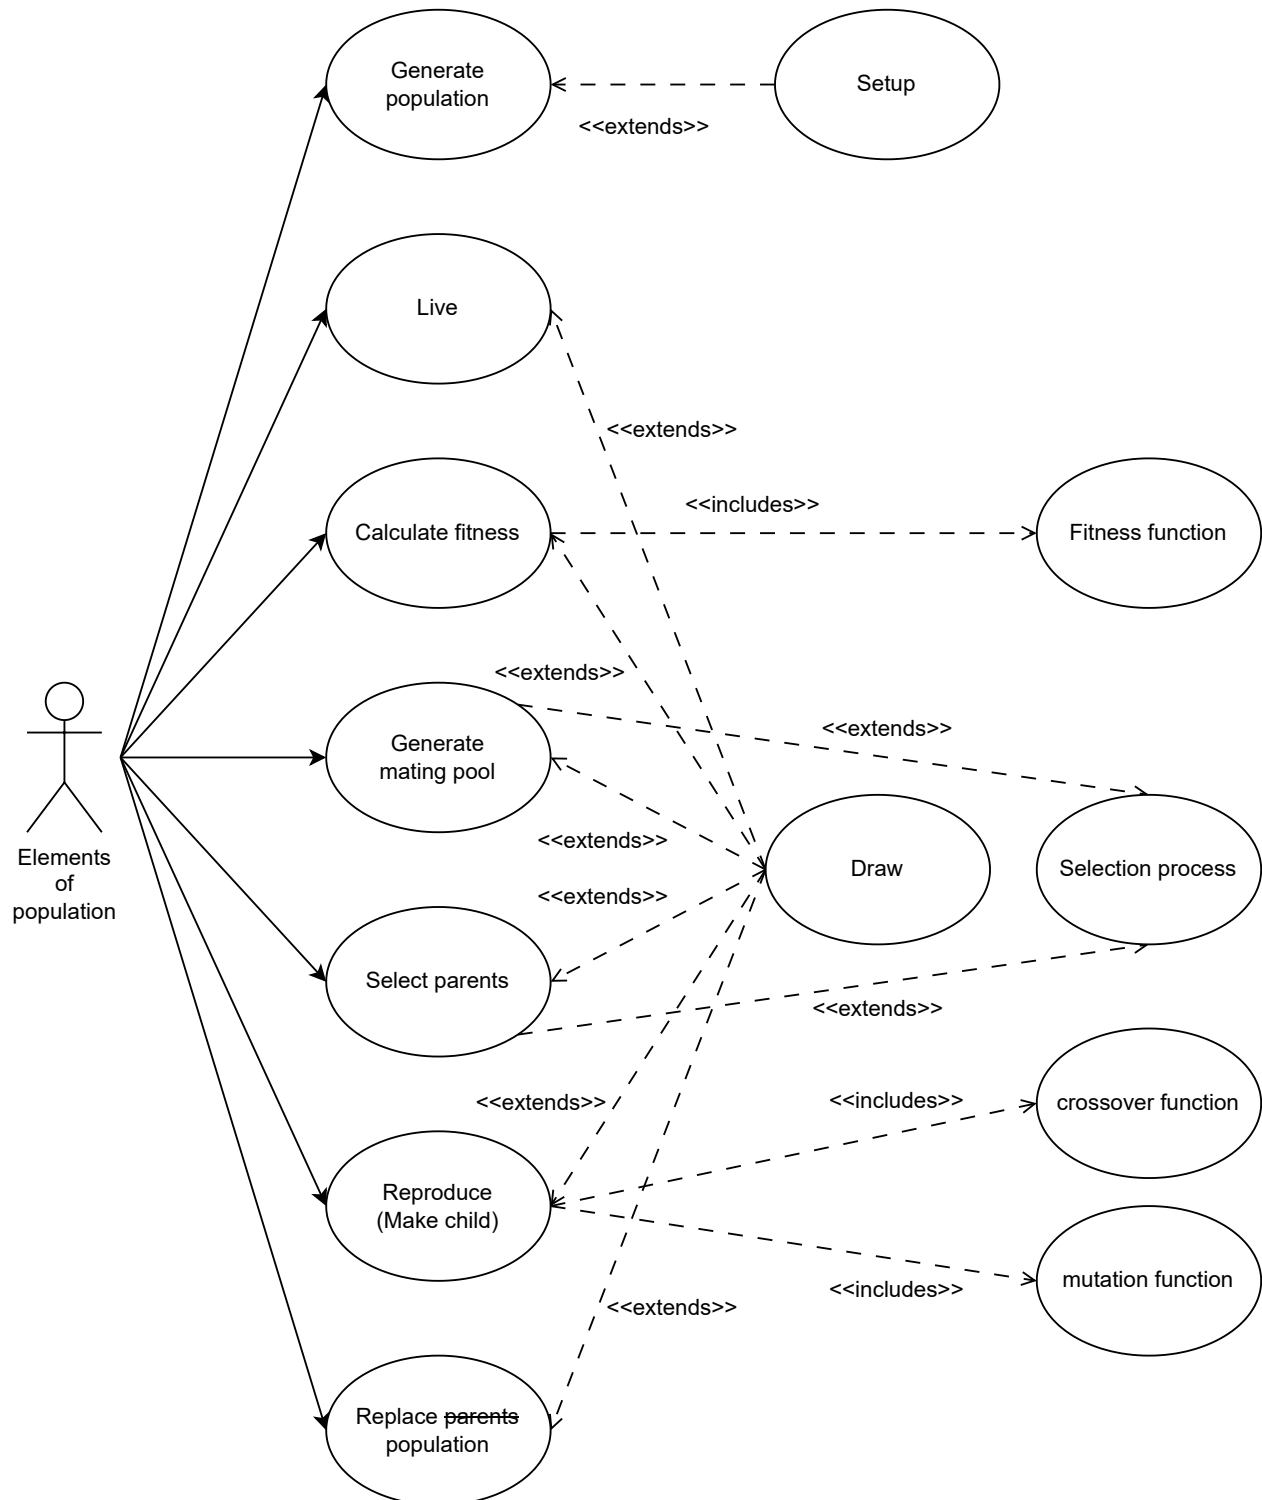 Generate
population
Setup
<<extends>>
Live
<<extends>>
<<includes>>
Calculate fitness
Fitness function
<<extends>>
<<extends>>
Generate
mating pool
<<extends>>
Elements
of
population
Draw
Selection process
<<extends>>
Select parents
<<extends>>
<<extends>>
<<includes>>
crossover function
Reproduce
(Make child)
mutation function
<<includes>>
<<extends>>
Replace parents
population